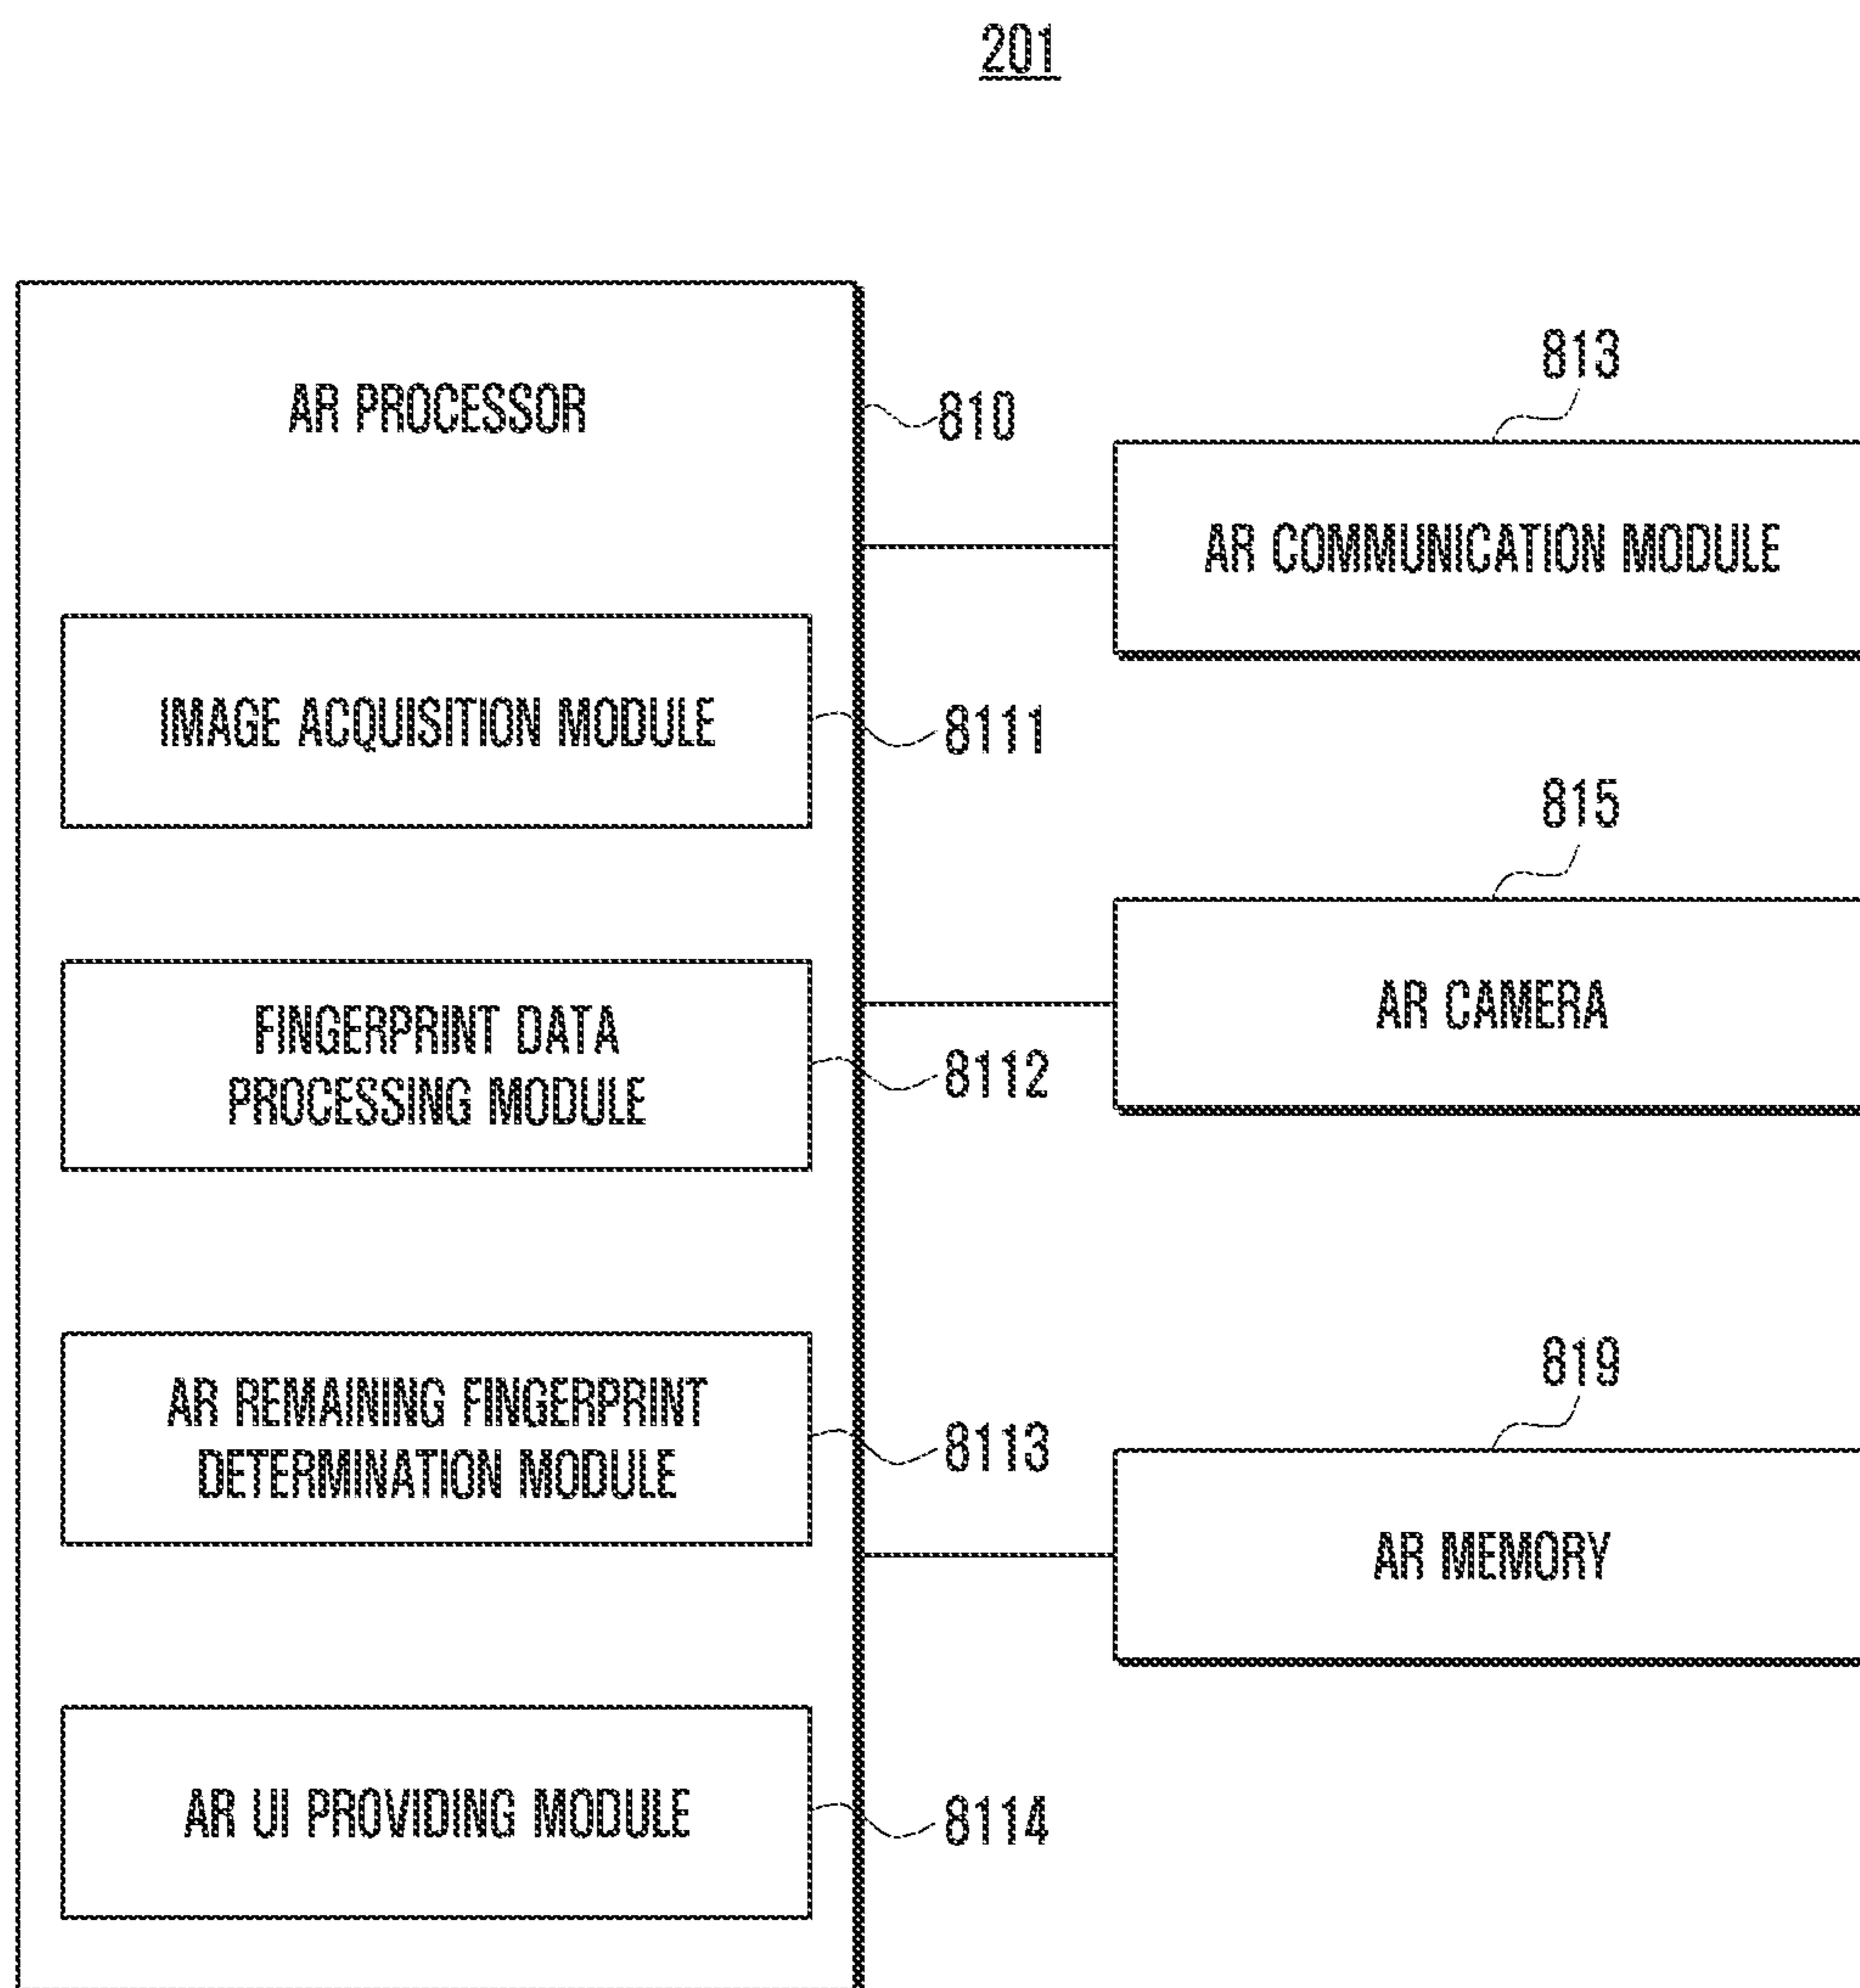 201
AR PROCESSOR
810
IMAGE ACQUISITION MODULE
8111
FINGERPRINT DATA
PROCESSING MODULE
8112
AR REMAINING FINGERPRINT
DETERMINATION MODULE
8113
AR UI PROVIDING MODULE
8114
813
AR COMMUNICATION MODULE
815
AR CAMERA
819
AR MEMORY